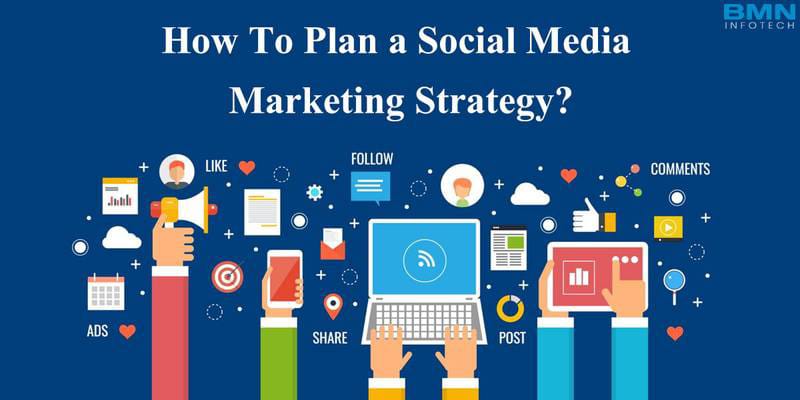 BMN
INFOTECH
How To Plan a Social Media
Marketing Strategy?
LIKE
FOLLOW
COMMENTS
ADS
SHARE
POST